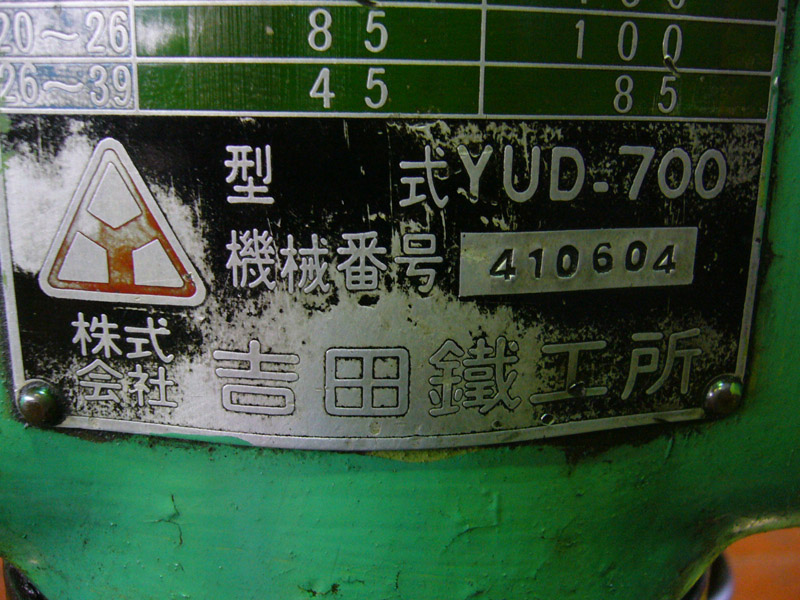 20～26 85 100
26～39 45 85
型 式 YUD-700
機械番号 410604
株式
会社 吉田鐵工所